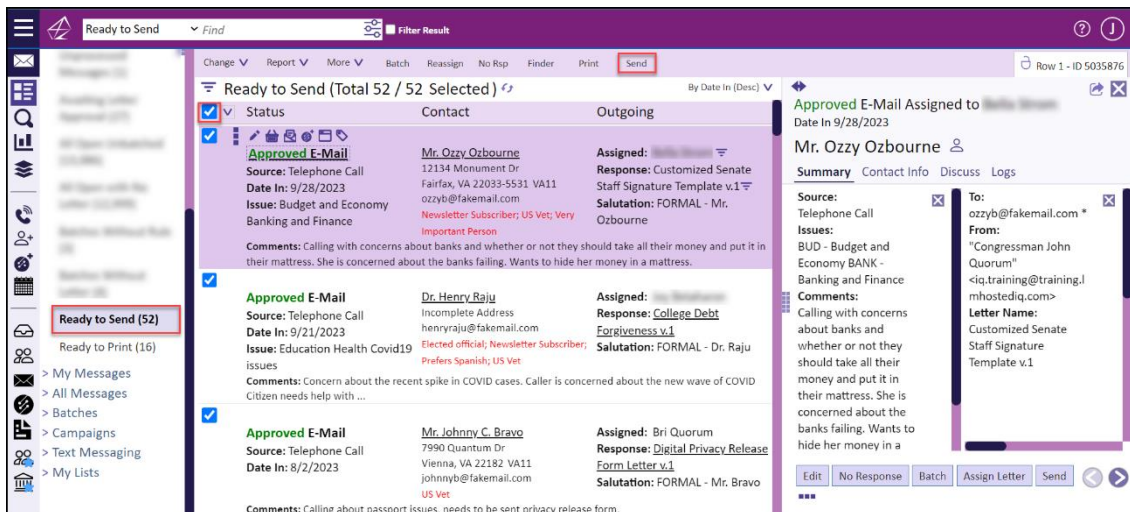 Ready to Send
Find
Filter Result
?
J
Change
Report
More
Batch
Reassign
No Rsp
Finder
Print
Send
Row 1 - ID 5035876
Ready to Send (52)
Ready to Print (16)
> My Messages
> All Messages
> Batches
> Campaigns
> Text Messaging
> My Lists
Ready to Send (Total 52 / 52 Selected)
By Date In (Desc)
Status
Contact
Outgoing
Approved E-Mail
Source: Telephone Call
Date In: 9/28/2023
Issue: Budget and Economy
Banking and Finance
Mr. Ozzy Ozbourne
12134 Monument Dr
Fairfax, VA 22033-5531 VA11
ozzyb@fakemail.com
Newsletter Subscriber; US Vet; Very
Important Person
Assigned:
Response: Customized Senate
Staff Signature Template v.1
Salutation: FORMAL - Mr.
Ozbourne
Comments: Calling with concerns about banks and whether or not they should take all their money and put it in
their mattress. She is concerned about the banks failing. Wants to hide her money in a mattress.
Approved E-Mail
Source: Telephone Call
Date In: 9/21/2023
Issue: Education Health Covid19
issues
Dr. Henry Raju
Incomplete Address
henryraju@fakemail.com
Elected official; Newsletter Subscriber;
Prefers Spanish; US Vet
Assigned:
Response: College Debt
Forgiveness v.1
Salutation: FORMAL - Dr. Raju
Comments: Concern about the recent spike in COVID cases. Caller is concerned about the new wave of COVID
Citizen needs help with ...
Approved E-Mail
Source: Telephone Call
Date In: 8/2/2023
Mr. Johnny C. Bravo
7990 Quantum Dr
Vienna, VA 22182 VA11
johnnyb@fakemail.com
US Vet
Assigned: Bri Quorum
Response: Digital Privacy Release
Form Letter v.1
Salutation: FORMAL - Mr. Bravo
Comments: Calling about passport issues, needs to be sent privacy release form.
Approved E-Mail Assigned to
Date In 9/28/2023
Mr. Ozzy Ozbourne
Summary
Contact Info
Discuss
Logs
Source:
Telephone Call
Issues:
BUD - Budget and
Economy BANK -
Banking and Finance
Comments:
Calling with concerns
about banks and
whether or not they
should take all their
money and put it in
their mattress. She is
concerned about the
banks failing. Wants to
hide her money in a
To:
ozzyb@fakemail.com *
From:
"Congressman John
Quorum"
<iq.training@training.l
mhostediq.com>
Letter Name:
Customized Senate
Staff Signature
Template v.1
Edit
No Response
Batch
Assign Letter
Send